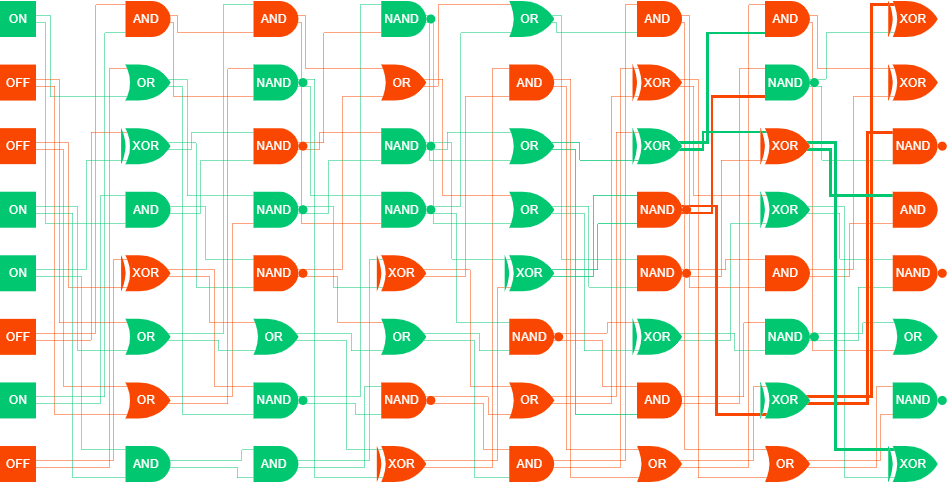 ON AND AND NAND OR AND AND XOR
OFF OR NAND OR AND XOR NAND XOR
OFF XOR NAND NAND OR XOR XOR NAND
ON AND NAND NAND OR NAND XOR AND
ON XOR NAND XOR XOR NAND AND NAND
OFF OR OR OR NAND XOR NAND OR
ON OR NAND NAND OR AND XOR NAND
OFF AND AND XOR AND OR OR XOR